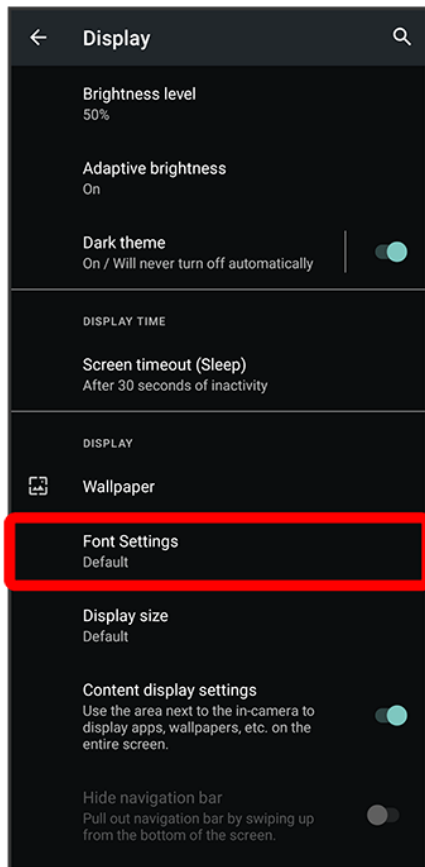 Display
Brightness level
50%
Adaptive brightness
On
Dark theme
On / Will never turn off automatically
DISPLAY TIME
Screen timeout (Sleep)
After 30 seconds of inactivity
DISPLAY
Wallpaper
Font Settings
Default
Display size
Default
Content display settings
Use the area next to the in-camera to
display apps, wallpapers, etc. on the
entire screen.
Hide navigation bar
Pull out navigation bar by swiping up
from the bottom of the screen.